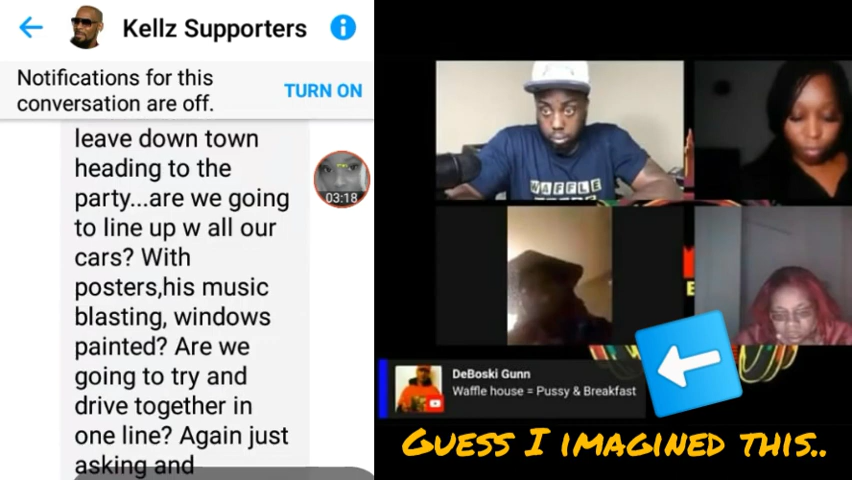 Kellz Supporters
Notifications for this
conversation are off.
TURN ON
leave down town
heading to the
party...are we going
to line up w all our
cars? With
posters,his music
blasting, windows
painted? Are we
going to try and
drive together in
one line? Again just
asking and
03:18
WAFFLE
DeBoski Gunn
Waffle house = Pussy & Breakfast
Guess I imagined this..